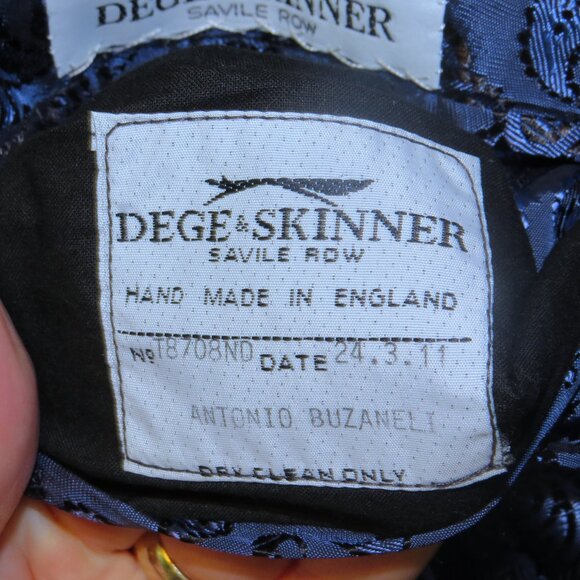 DEGE & SKINNER
SAVILE ROW
DEGE & SKINNER
SAVILE ROW
HAND MADE IN ENGLAND
No T8708ND DATE 24.3.11
ANTONIO BUZANELI
DRY CLEAN ONLY